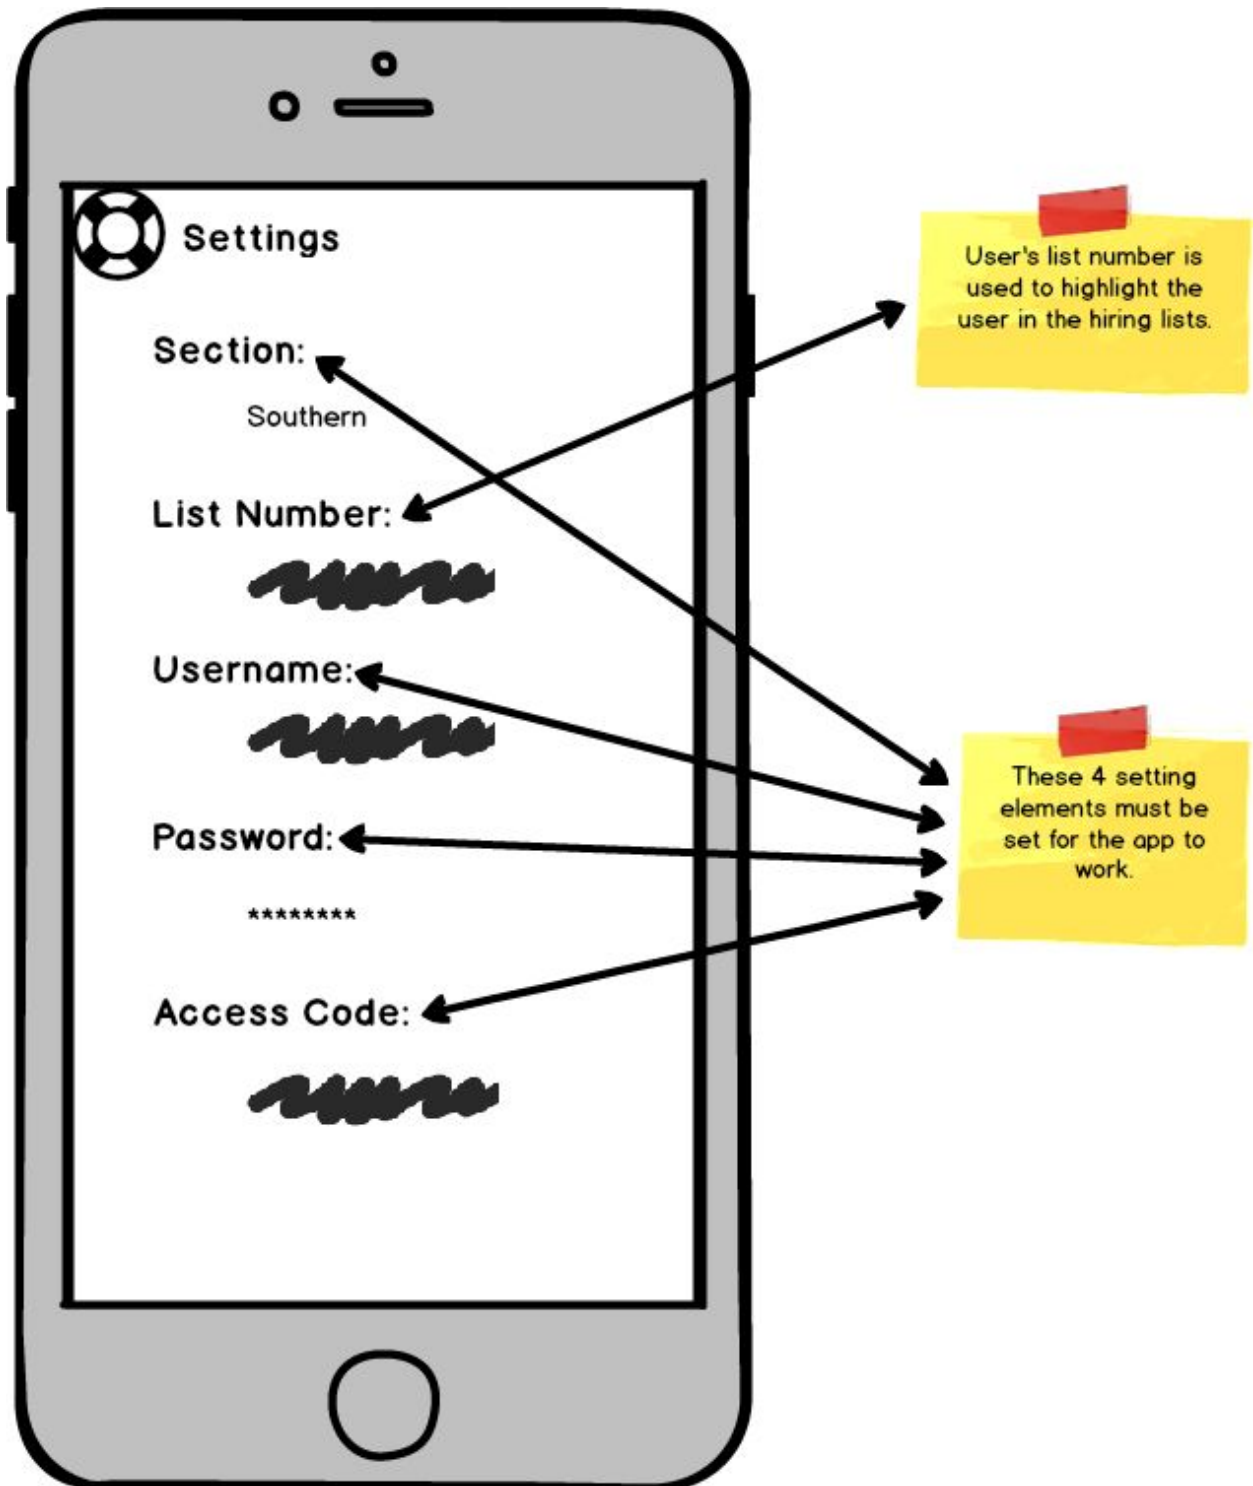 Settings
Section:
Southern
List Number:
Username:
Password:
********
Access Code:
User's list number is
used to highlight the
user in the hiring lists.
These 4 setting
elements must be
set for the app to
work.